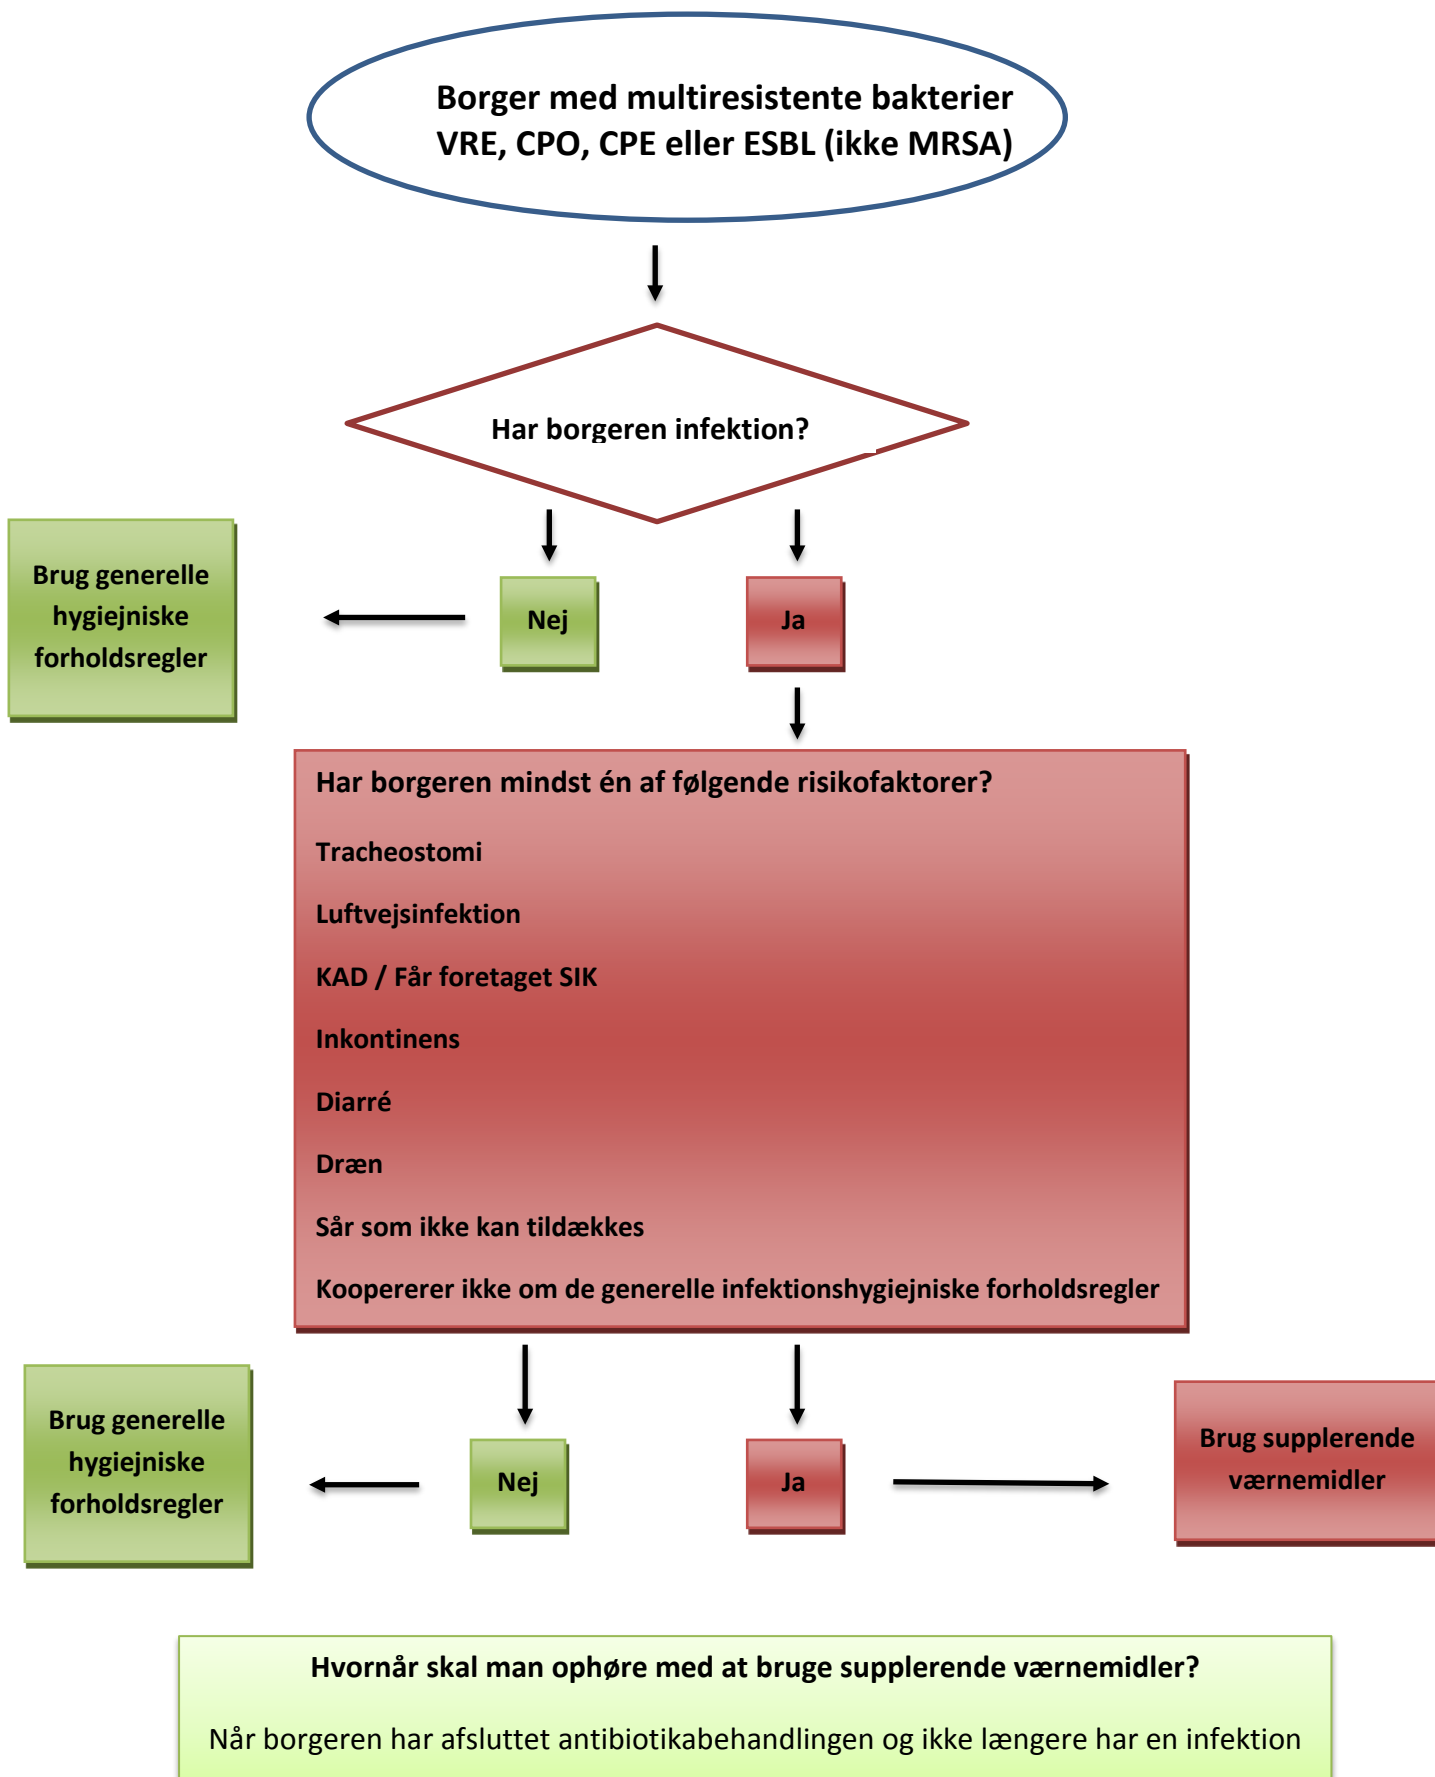 Borger med multiresistente bakterier
VRE, CPO, CPE eller ESBL (ikke MRSA)
Har borgeren infektion?
Brug generelle
hygiejniske
forholdsregler
Nej
Ja
Har borgeren mindst én af følgende risikofaktorer?
Tracheostomi
Luftvejsinfektion
KAD / Får foretaget SIK
Inkontinens
Diarré
Dræn
Sår som ikke kan tildækkes
Koopererer ikke om de generelle infektionshygiejniske forholdsregler
Brug generelle
hygiejniske
forholdsregler
Nej
Ja
Brug supplerende
værnemidler
Hvornår skal man ophøre med at bruge supplerende værnemidler?
Når borgeren har afsluttet antibiotikabehandlingen og ikke længere har en infektion